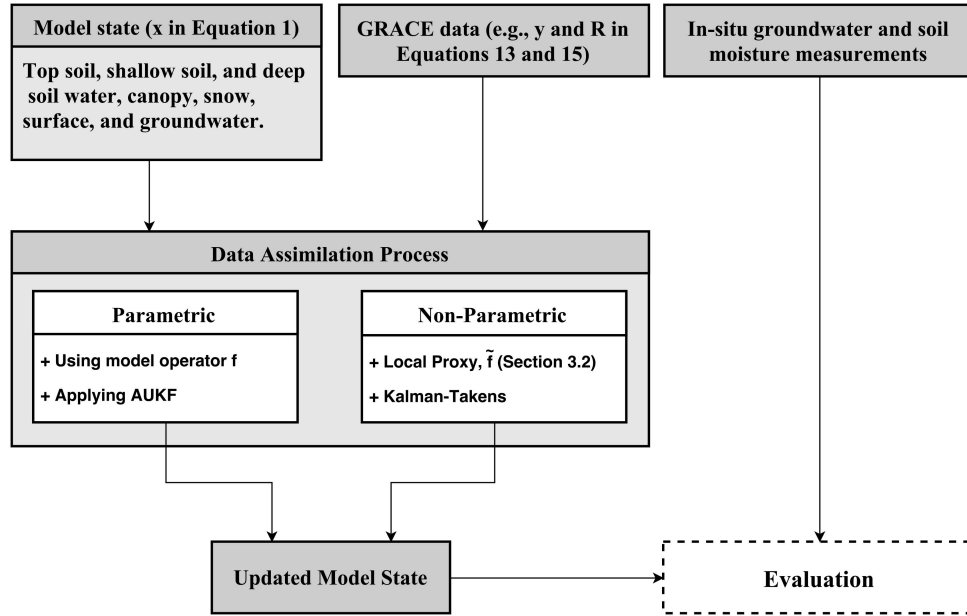 Model state (x in Equation 1)
Top soil, shallow soil, and deep
soil water, canopy, snow,
surface, and groundwater.
GRACE data (e.g., y and R in
Equations 13 and 15)
In-situ groundwater and soil
moisture measurements
Data Assimilation Process
Parametric
+ Using model operator f
+ Applying AUKF
Non-Parametric
+ Local Proxy, f̃ (Section 3.2)
+ Kalman-Takens
Updated Model State
Evaluation